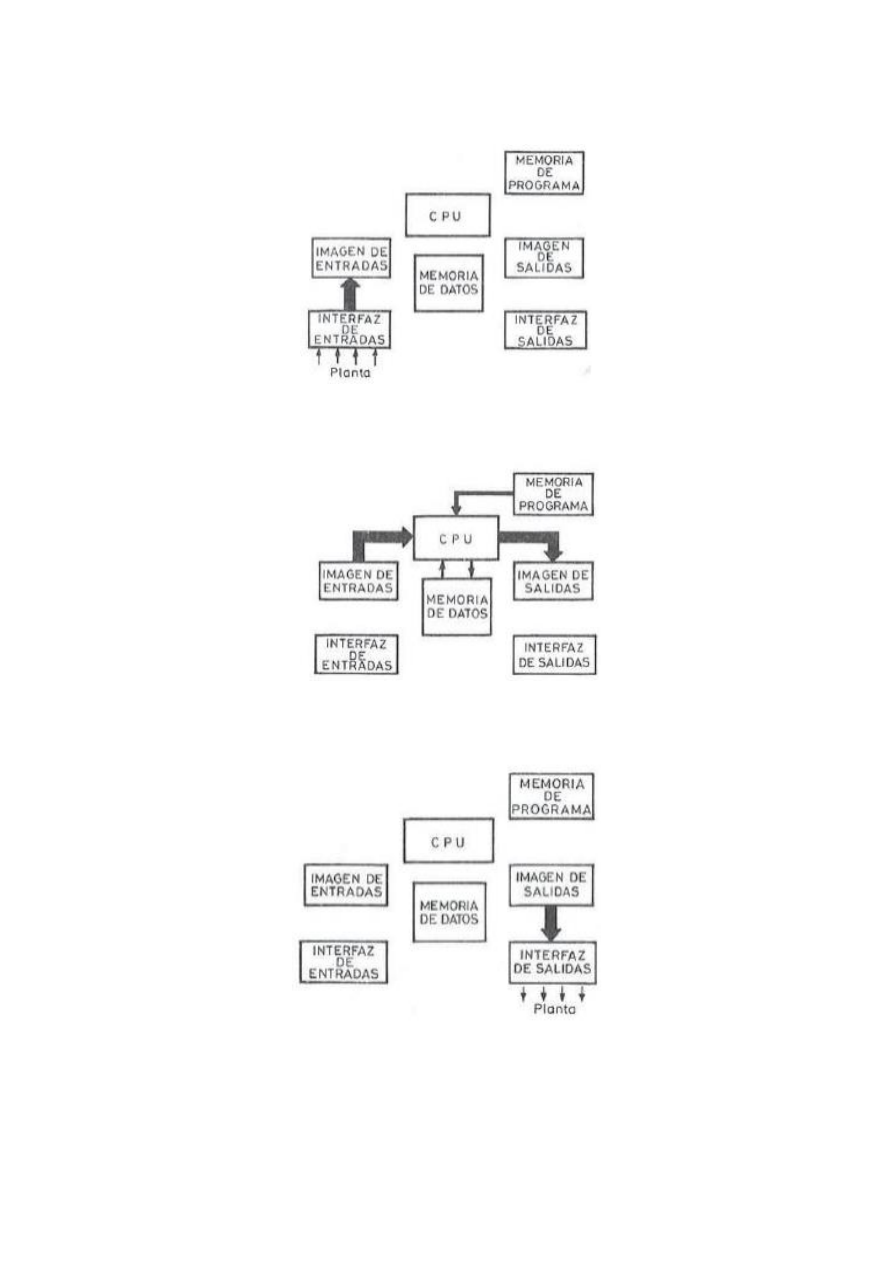 MEMORIA
DE
PROGRAMA
CPU
IMAGEN DE
ENTRADAS
MEMORIA
DE DATOS
IMAGEN
DE
SALIDAS
INTERFAZ
DE
ENTRADAS
INTERFAZ
DE
SALIDAS
Planta
MEMORIA
DE
PROGRAMA
CPU
IMAGEN DE
ENTRADAS
MEMORIA
DE DATOS
IMAGEN DE
SALIDAS
INTERFAZ
DE
ENTRADAS
INTERFAZ
DE SALIDAS
MEMORIA
DE
PROGRAMA
CPU
IMAGEN DE
ENTRADAS
MEMORIA
DE DATOS
IMAGEN DE
SALIDAS
INTERFAZ
DE
ENTRADAS
INTERFAZ
DE SALIDAS
Planta